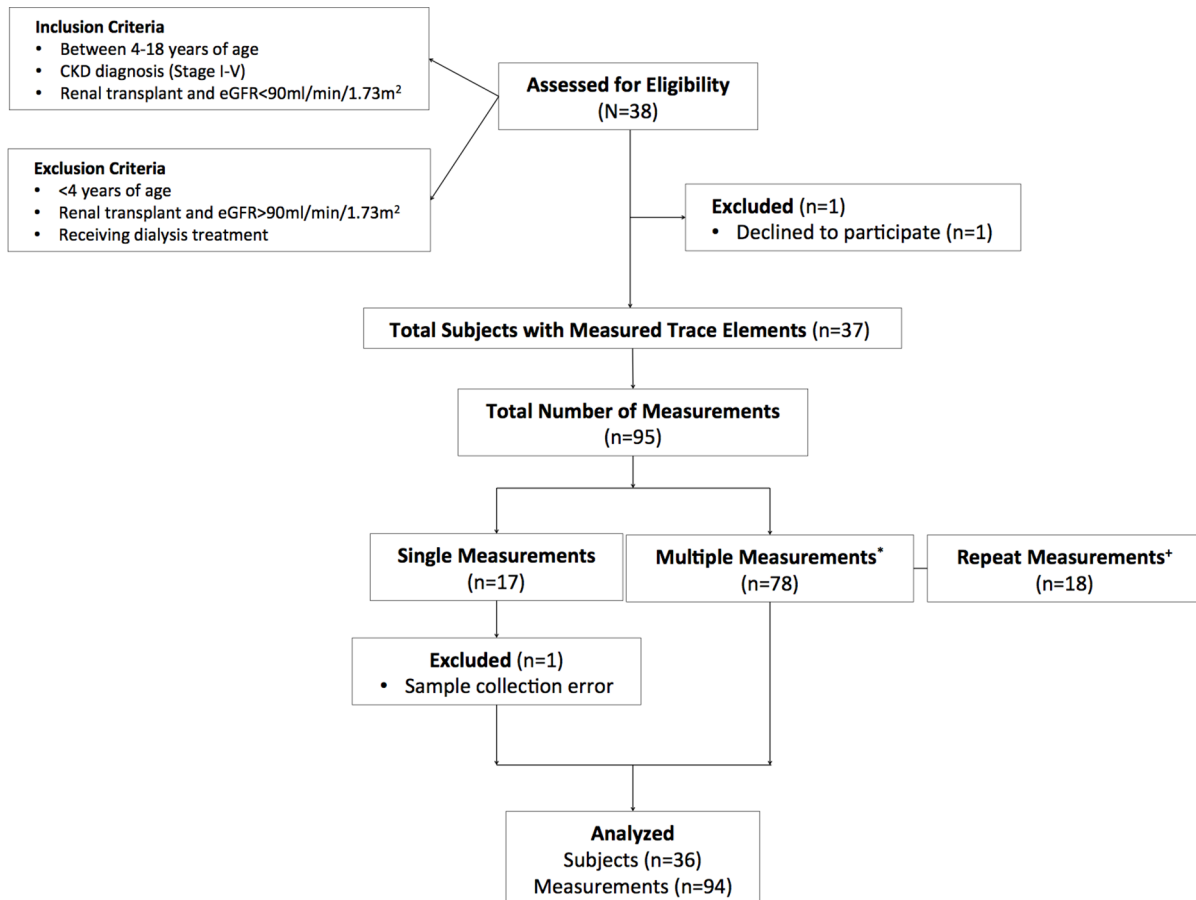 Inclusion Criteria
• Between 4-18 years of age
• CKD diagnosis (Stage I-V)
• Renal transplant and eGFR<90ml/min/1.73m²
Assessed for Eligibility
(N=38)
Exclusion Criteria
• <4 years of age
• Renal transplant and eGFR>90ml/min/1.73m²
• Receiving dialysis treatment
Excluded (n=1)
• Declined to participate (n=1)
Total Subjects with Measured Trace Elements (n=37)
Total Number of Measurements
(n=95)
Single Measurements
(n=17)
Multiple Measurements*
(n=78)
Repeat Measurements⁺
(n=18)
Excluded (n=1)
• Sample collection error
Analyzed
Subjects (n=36)
Measurements (n=94)